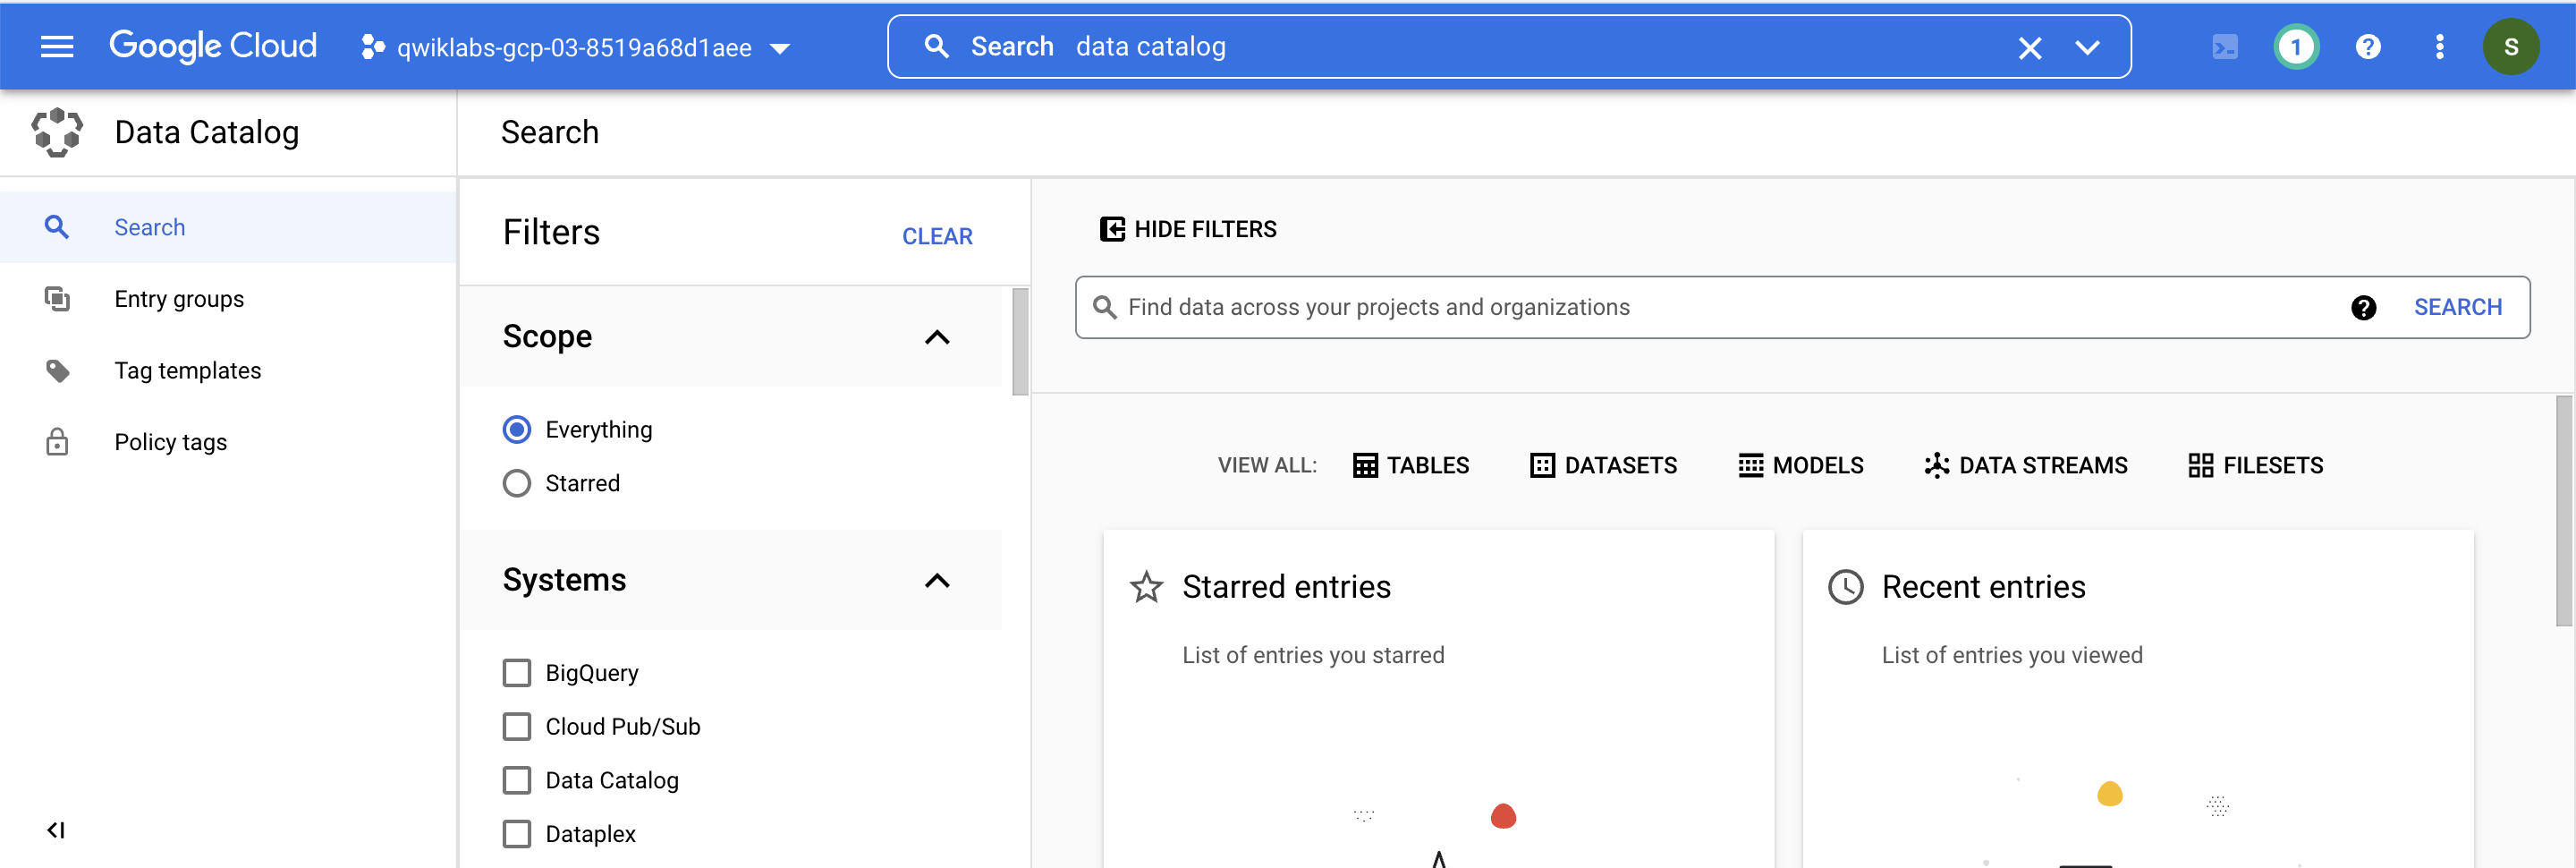 Google Cloud
qwiklabs-gcp-03-8519a68d1aee
Search data catalog
1
S
Data Catalog
Search
Search
Entry groups
Tag templates
Policy tags
Filters
CLEAR
Scope
Everything
Starred
Systems
BigQuery
Cloud Pub/Sub
Data Catalog
Dataplex
HIDE FILTERS
Find data across your projects and organizations
SEARCH
VIEW ALL: TABLES DATASETS MODELS DATA STREAMS FILESETS
Starred entries
List of entries you starred
Recent entries
List of entries you viewed